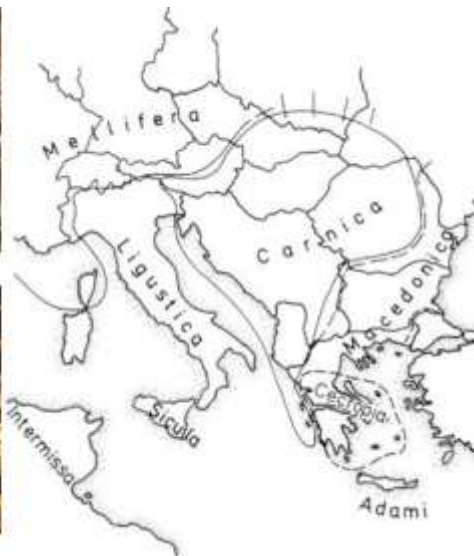 Mellifera
Carnica
Ligustica
Macedonica
Cecropia
Sicula
Intermissa
Adami